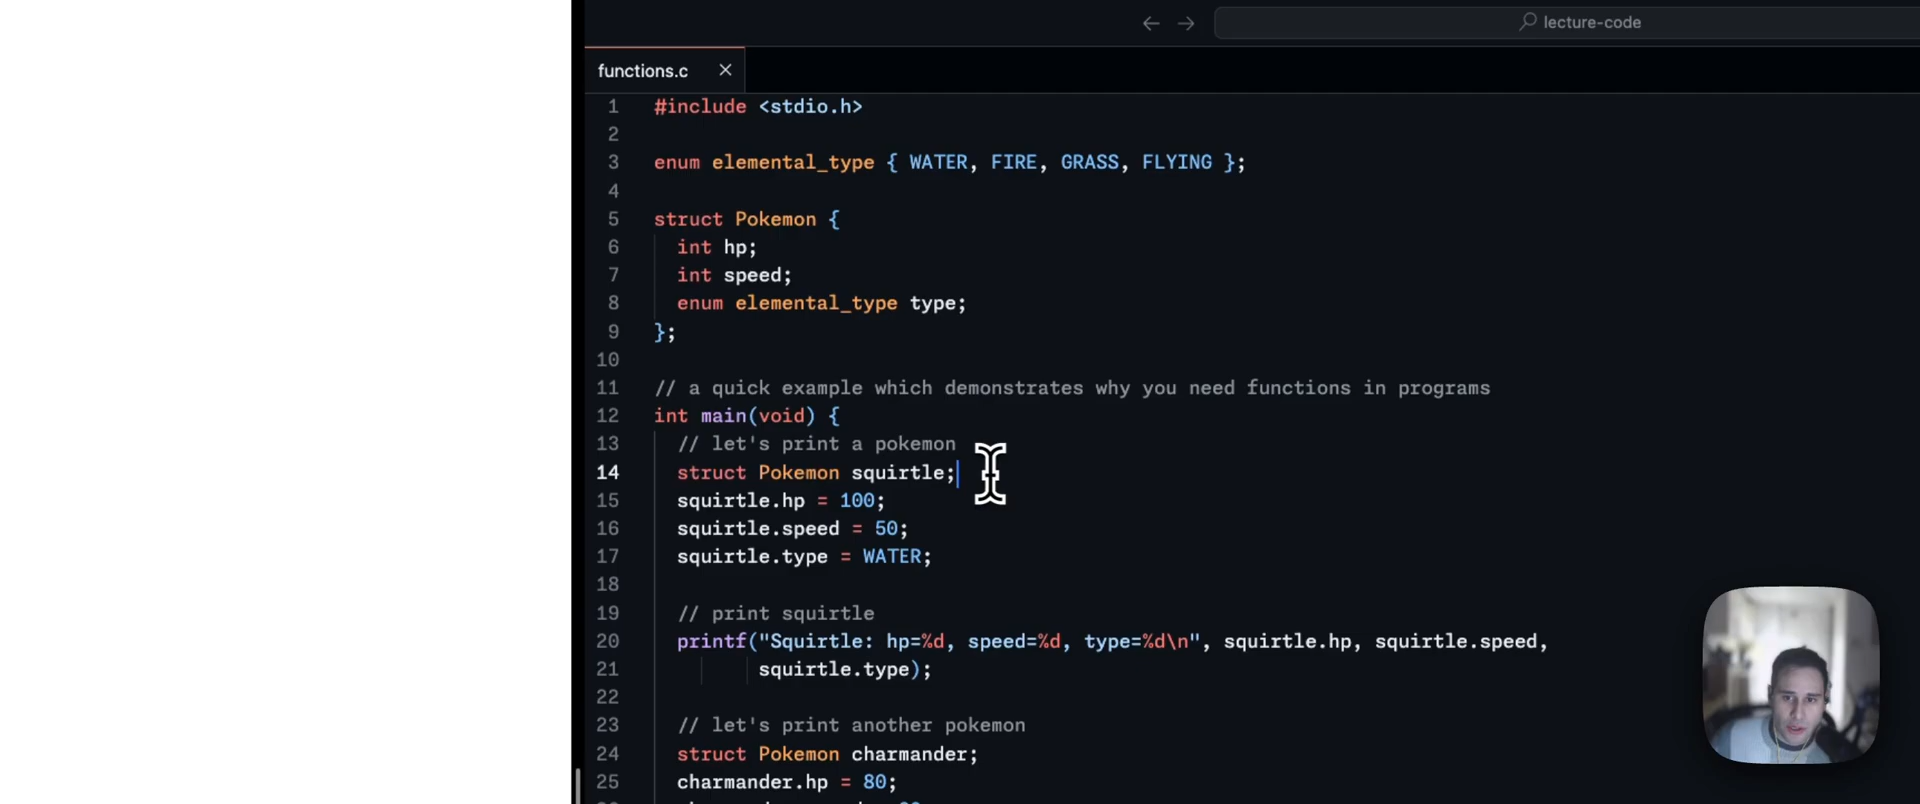 lecture-code
functions.c
1 #include <stdio.h>
2
3 enum elemental_type { WATER, FIRE, GRASS, FLYING };
4
5 struct Pokemon {
6 int hp;
7 int speed;
8 enum elemental_type type;
9 };
10
11 // a quick example which demonstrates why you need functions in programs
12 int main(void) {
13 // let's print a pokemon
14 struct Pokemon squirtle;
15 squirtle.hp = 100;
16 squirtle.speed = 50;
17 squirtle.type = WATER;
18
19 // print squirtle
20 printf("Squirtle: hp=%d, speed=%d, type=%d\n", squirtle.hp, squirtle.speed,
21 squirtle.type);
22
23 // let's print another pokemon
24 struct Pokemon charmander;
25 charmander.hp = 80;